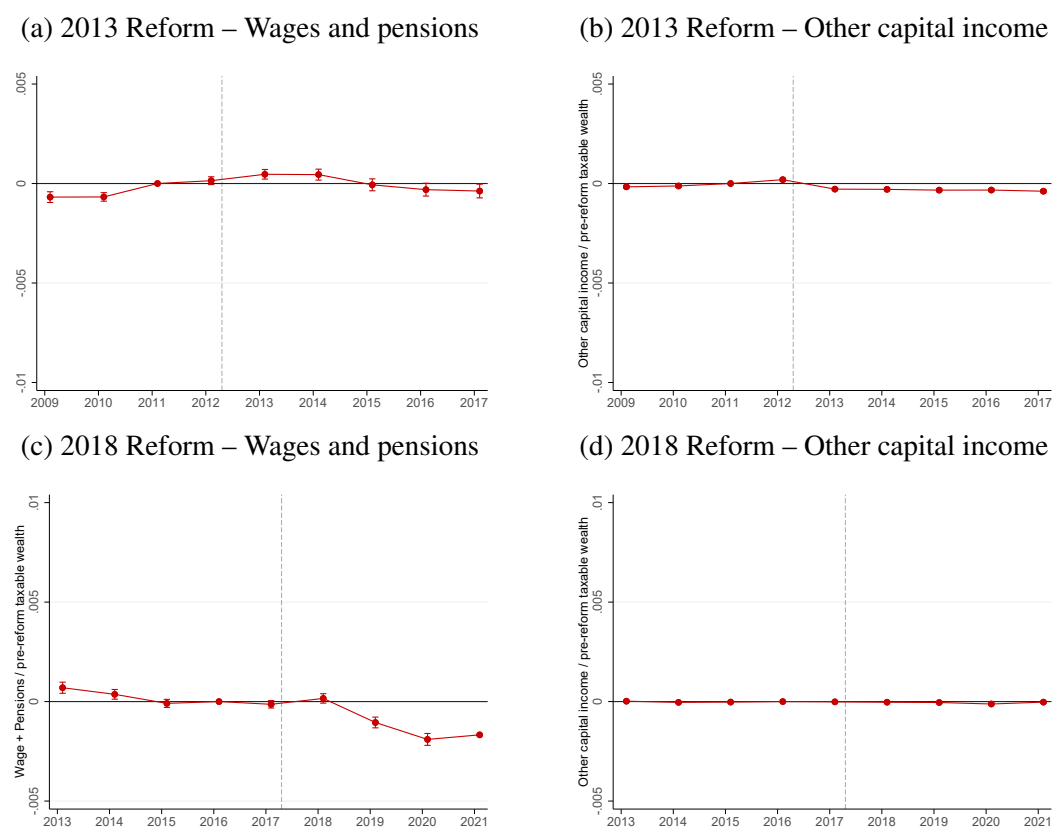 (a) 2013 Reform – Wages and pensions
.005
0
-.005
-.01
2009 2010 2011 2012 2013 2014 2015 2016 2017
(b) 2013 Reform – Other capital income
Other capital income / pre-reform taxable wealth
.005
0
-.005
-.01
2009 2010 2011 2012 2013 2014 2015 2016 2017
(c) 2018 Reform – Wages and pensions
Wage + Pensions / pre-reform taxable wealth
.01
.005
0
-.005
2013 2014 2015 2016 2017 2018 2019 2020 2021
(d) 2018 Reform – Other capital income
Other capital income / pre-reform taxable wealth
.01
.005
0
-.005
2013 2014 2015 2016 2017 2018 2019 2020 2021